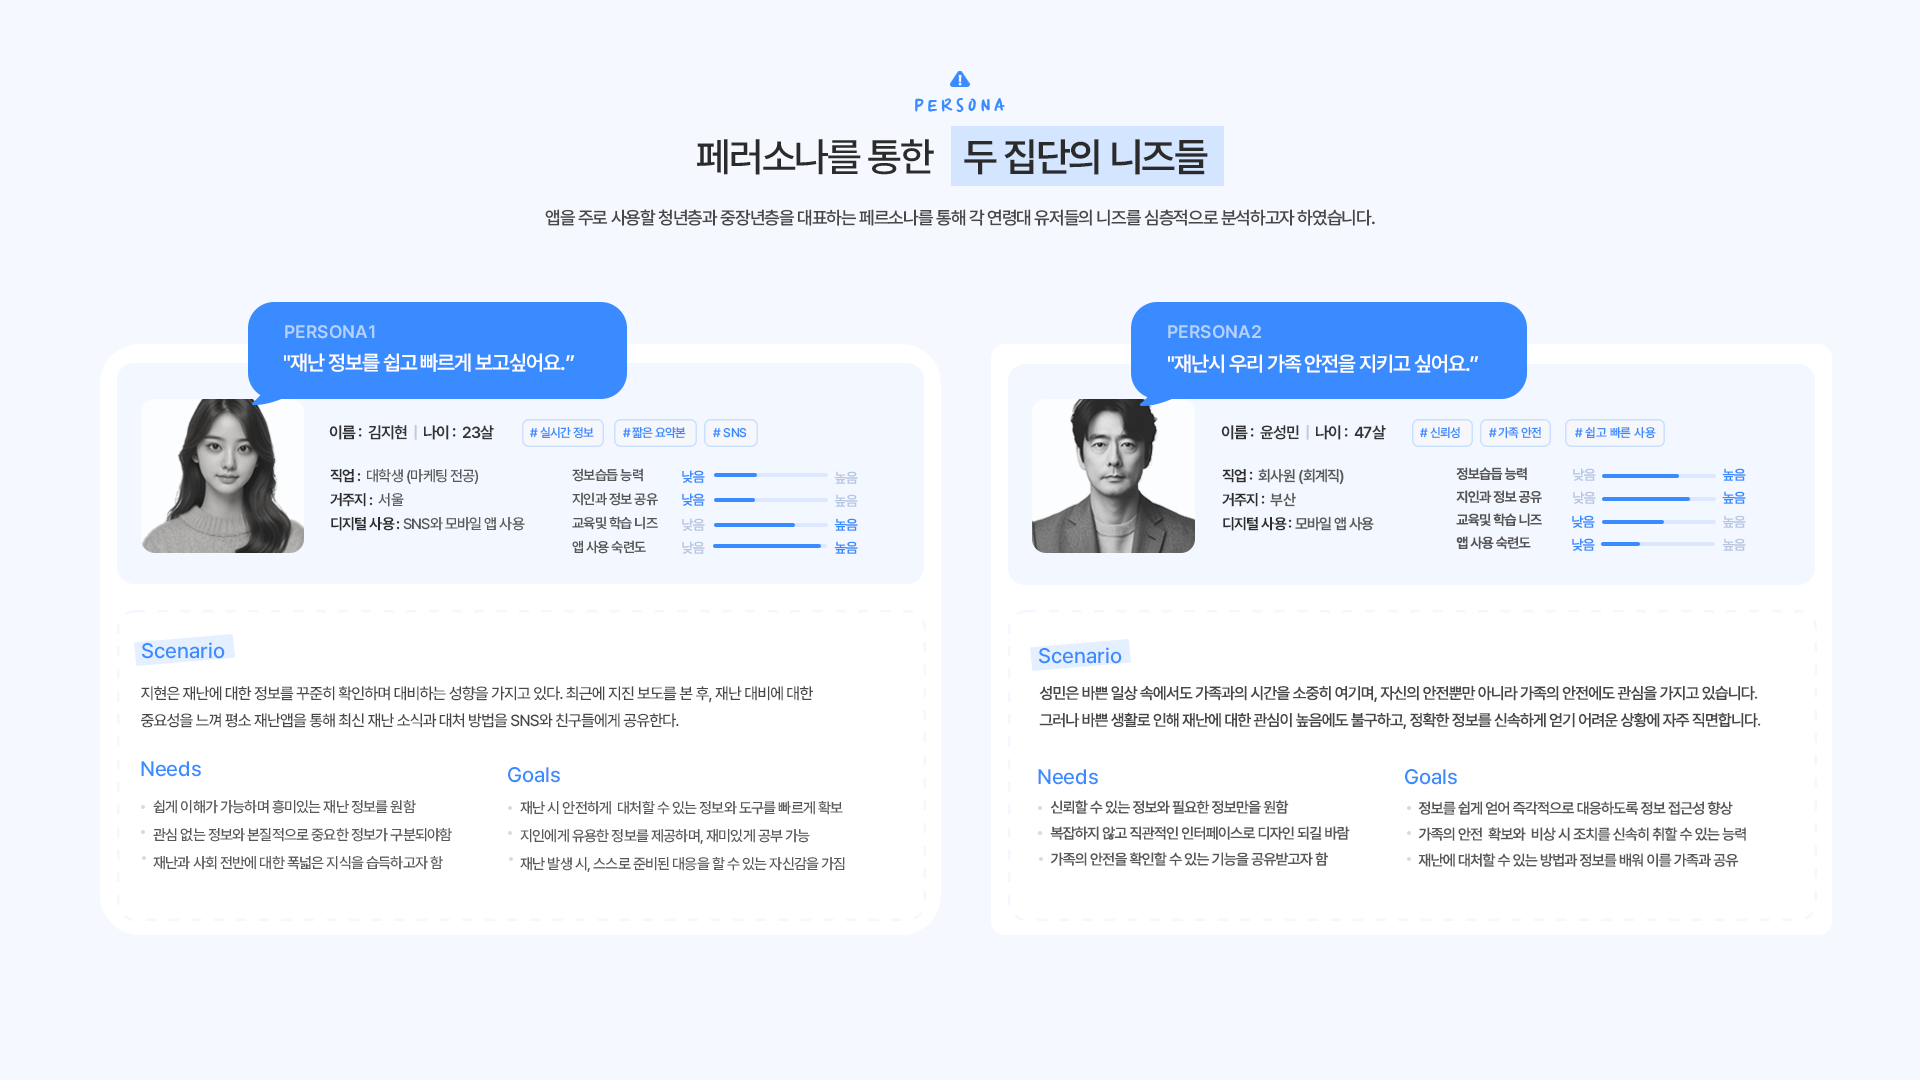 PERSONA
페러소나를 통한 두 집단의 니즈들
앱을 주로 사용할 청년층과 중장년층을 대표하는 페르소나를 통해 각 연령대 유저들의 니즈를 심층적으로 분석하고자 하였습니다.
PERSONA1
"재난 정보를 쉽고 빠르게 보고싶어요.”
이름 : 김지현 | 나이 : 23살
# 실시간 정보
# 짧은 요약본
# SNS
직업 : 대학생 (마케팅 전공)
거주지 : 서울
디지털 사용 : SNS와 모바일 앱 사용
정보습듭 능력 낮음 높음
지인과 정보 공유 낮음 높음
교육및 학습 니즈 낮음 높음
앱 사용 숙련도 낮음 높음
Scenario
지현은 재난에 대한 정보를 꾸준히 확인하며 대비하는 성향을 가지고 있다. 최근에 지진 보도를 본 후, 재난 대비에 대한
중요성을 느껴 평소 재난앱을 통해 최신 재난 소식과 대처 방법을 SNS와 친구들에게 공유한다.
Needs
• 쉽게 이해가 가능하며 흥미있는 재난 정보를 원함
• 관심 없는 정보와 본질적으로 중요한 정보가 구분되야함
• 재난과 사회 전반에 대한 폭넓은 지식을 습득하고자 함
Goals
• 재난 시 안전하게 대처할 수 있는 정보와 도구를 빠르게 확보
• 지인에게 유용한 정보를 제공하며, 재미있게 공부 가능
• 재난 발생 시, 스스로 준비된 대응을 할 수 있는 자신감을 가짐
PERSONA2
"재난시 우리 가족 안전을 지키고 싶어요.”
이름 : 윤성민 | 나이 : 47살
# 신뢰성
# 가족 안전
# 쉽고 빠른 사용
직업 : 회사원 (회계직)
거주지 : 부산
디지털 사용 : 모바일 앱 사용
정보습듭 능력 낮음 높음
지인과 정보 공유 낮음 높음
교육및 학습 니즈 낮음 높음
앱 사용 숙련도 낮음 높음
Scenario
성민은 바쁜 일상 속에서도 가족과의 시간을 소중히 여기며, 자신의 안전뿐만 아니라 가족의 안전에도 관심을 가지고 있습니다.
그러나 바쁜 생활로 인해 재난에 대한 관심이 높음에도 불구하고, 정확한 정보를 신속하게 얻기 어려운 상황에 자주 직면합니다.
Needs
• 신뢰할 수 있는 정보와 필요한 정보만을 원함
• 복잡하지 않고 직관적인 인터페이스로 디자인 되길 바람
• 가족의 안전을 확인할 수 있는 기능을 공유받고자 함
Goals
• 정보를 쉽게 얻어 즉각적으로 대응하도록 정보 접근성 향상
• 가족의 안전 확보와 비상 시 조치를 신속히 취할 수 있는 능력
• 재난에 대처할 수 있는 방법과 정보를 배워 이를 가족과 공유